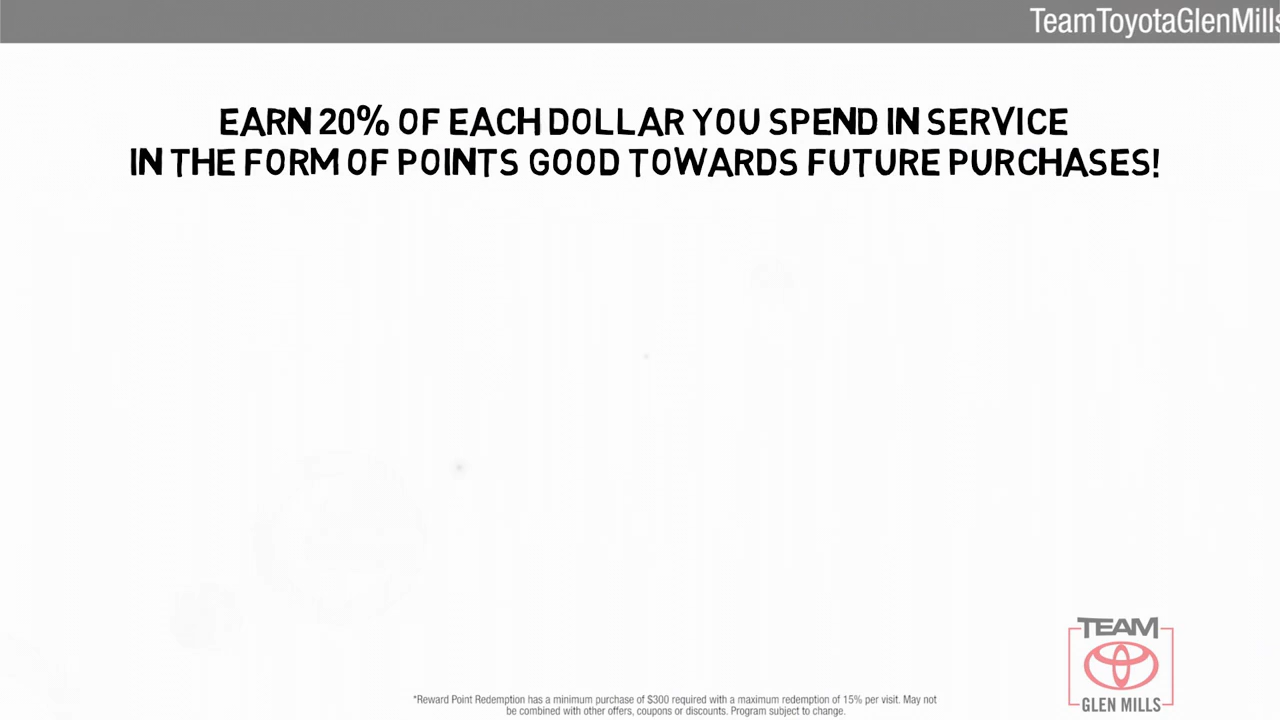 TeamToyotaGlenMills
EARN 20% OF EACH DOLLAR YOU SPEND IN SERVICE
IN THE FORM OF POINTS GOOD TOWARDS FUTURE PURCHASES!
TEAM
GLEN MILLS
*Reward Point Redemption has a minimum purchase of $300 required with a maximum redemption of 15% per visit. May not
be combined with other offers, coupons or discounts. Program subject to change.